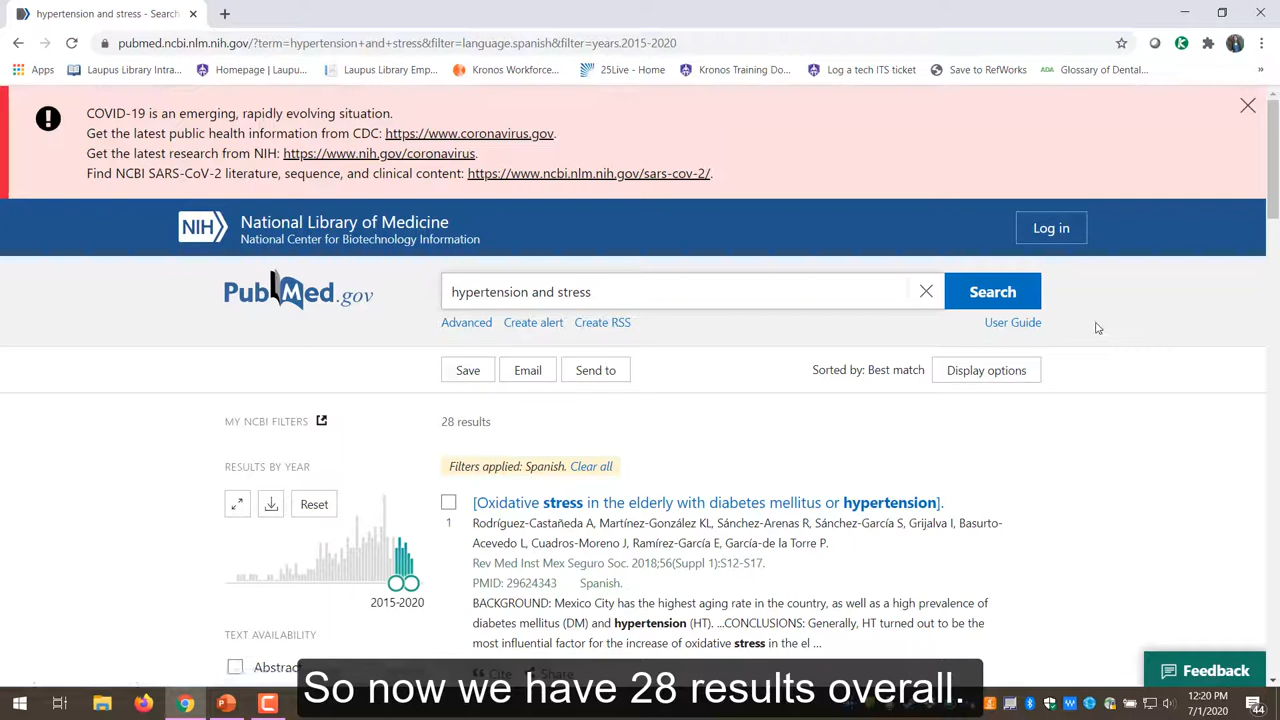 hypertension and stress - Search
pubmed.ncbi.nlm.nih.gov/?term=hypertension+and+stress&filter=language.spanish&filter=years.2015-2020
Apps
Laupus Library Intra...
Homepage | Laupu...
Laupus Library Emp...
Kronos Workforce...
25Live - Home
Kronos Training Do...
Log a tech ITS ticket
Save to RefWorks
ADA Glossary of Dental...
COVID-19 is an emerging, rapidly evolving situation.
Get the latest public health information from CDC: https://www.coronavirus.gov.
Get the latest research from NIH: https://www.nih.gov/coronavirus.
Find NCBI SARS-CoV-2 literature, sequence, and clinical content: https://www.ncbi.nlm.nih.gov/sars-cov-2/.
NIH
National Library of Medicine
National Center for Biotechnology Information
Log in
PubMed.gov
hypertension and stress
Search
Advanced
Create alert
Create RSS
User Guide
Save
Email
Send to
Sorted by: Best match
Display options
MY NCBI FILTERS
28 results
RESULTS BY YEAR
Filters applied: Spanish. Clear all
Reset
2015-2020
[Oxidative stress in the elderly with diabetes mellitus or hypertension].
1
Rodríguez-Castañeda A, Martínez-González KL, Sánchez-Arenas R, Sánchez-García S, Grijalva I, Basurto-
Acevedo L, Cuadros-Moreno J, Ramírez-García E, García-de la Torre P.
Rev Med Inst Mex Seguro Soc. 2018;56(Suppl 1):S12-S17.
PMID: 29624343
Spanish.
BACKGROUND: Mexico City has the highest aging rate in the country, as well as a high prevalence of
diabetes mellitus (DM) and hypertension (HT). ...CONCLUSIONS: Generally, HT turned out to be the
most influential factor for the increase of oxidative stress in the el ...
TEXT AVAILABILITY
Abstrac
Cite
Share
Feedback
So now we have 28 results overall.
12:20 PM
7/1/2020
44